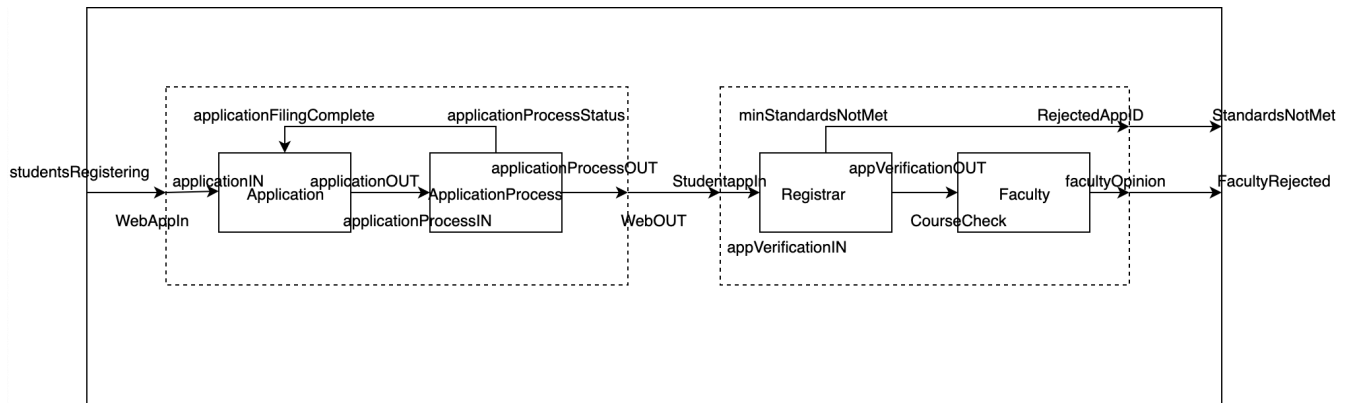 applicationFilingComplete
applicationProcessStatus
minStandardsNotMet
RejectedAppID
StandardsNotMet
studentsRegistering
applicationIN
Application
applicationOUT
ApplicationProcess
applicationProcessOUT
StudentappIn
Registrar
appVerificationOUT
Faculty
facultyOpinion
FacultyRejected
WebAppIn
applicationProcessIN
WebOUT
CourseCheck
appVerificationIN